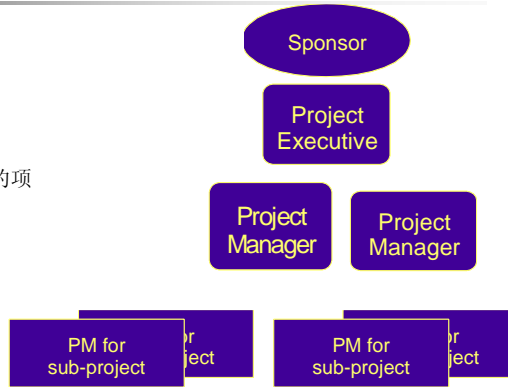 Sponsor
Project
Executive
的项
Project
Manager
Project
Manager
PM for
sub-project
PM for
sub-project